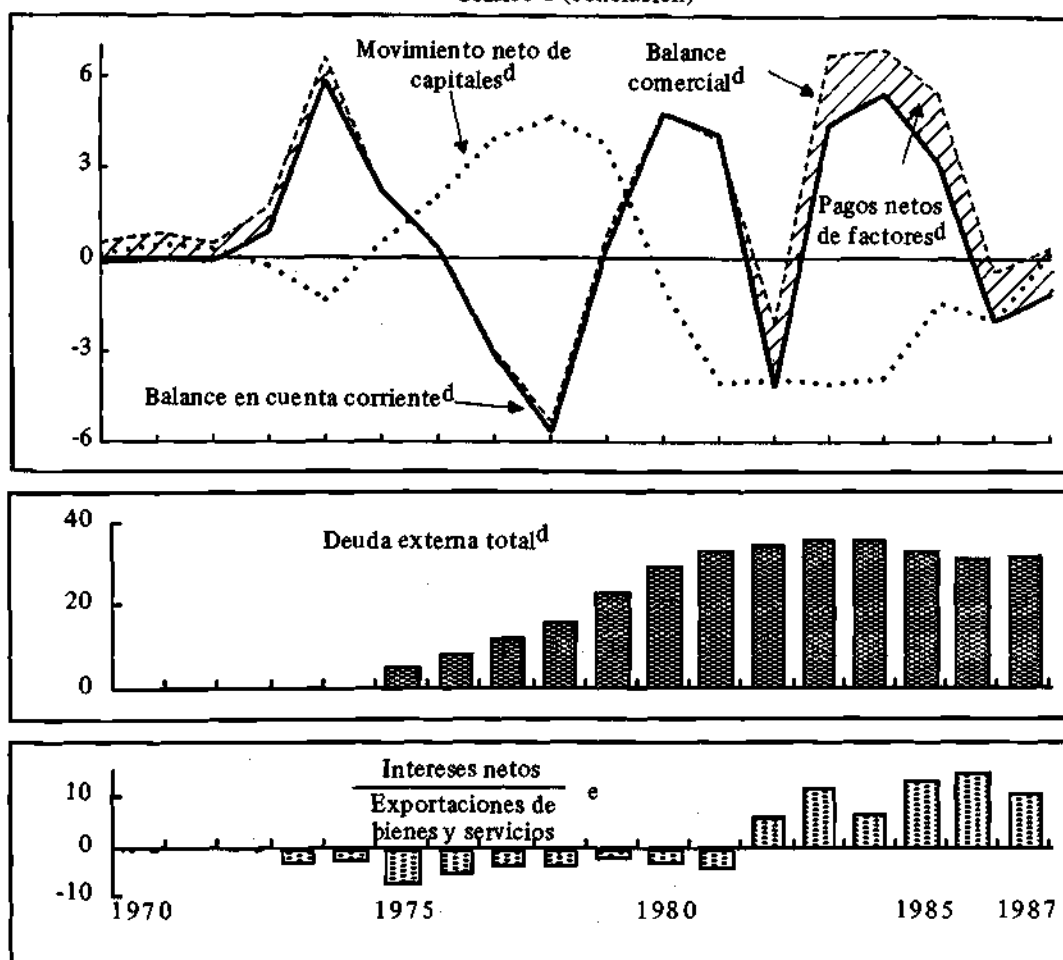 Movimiento neto de
capitales^d
Balance
comercial^d
Pagos netos
de factores^d
Balance en cuenta corriente^d
6
3
0
-3
-6
Deuda externa total^d
40
20
0
Intereses netos
Exportaciones de
bienes y servicios
e
10
0
-10
1970
1975
1980
1985
1987